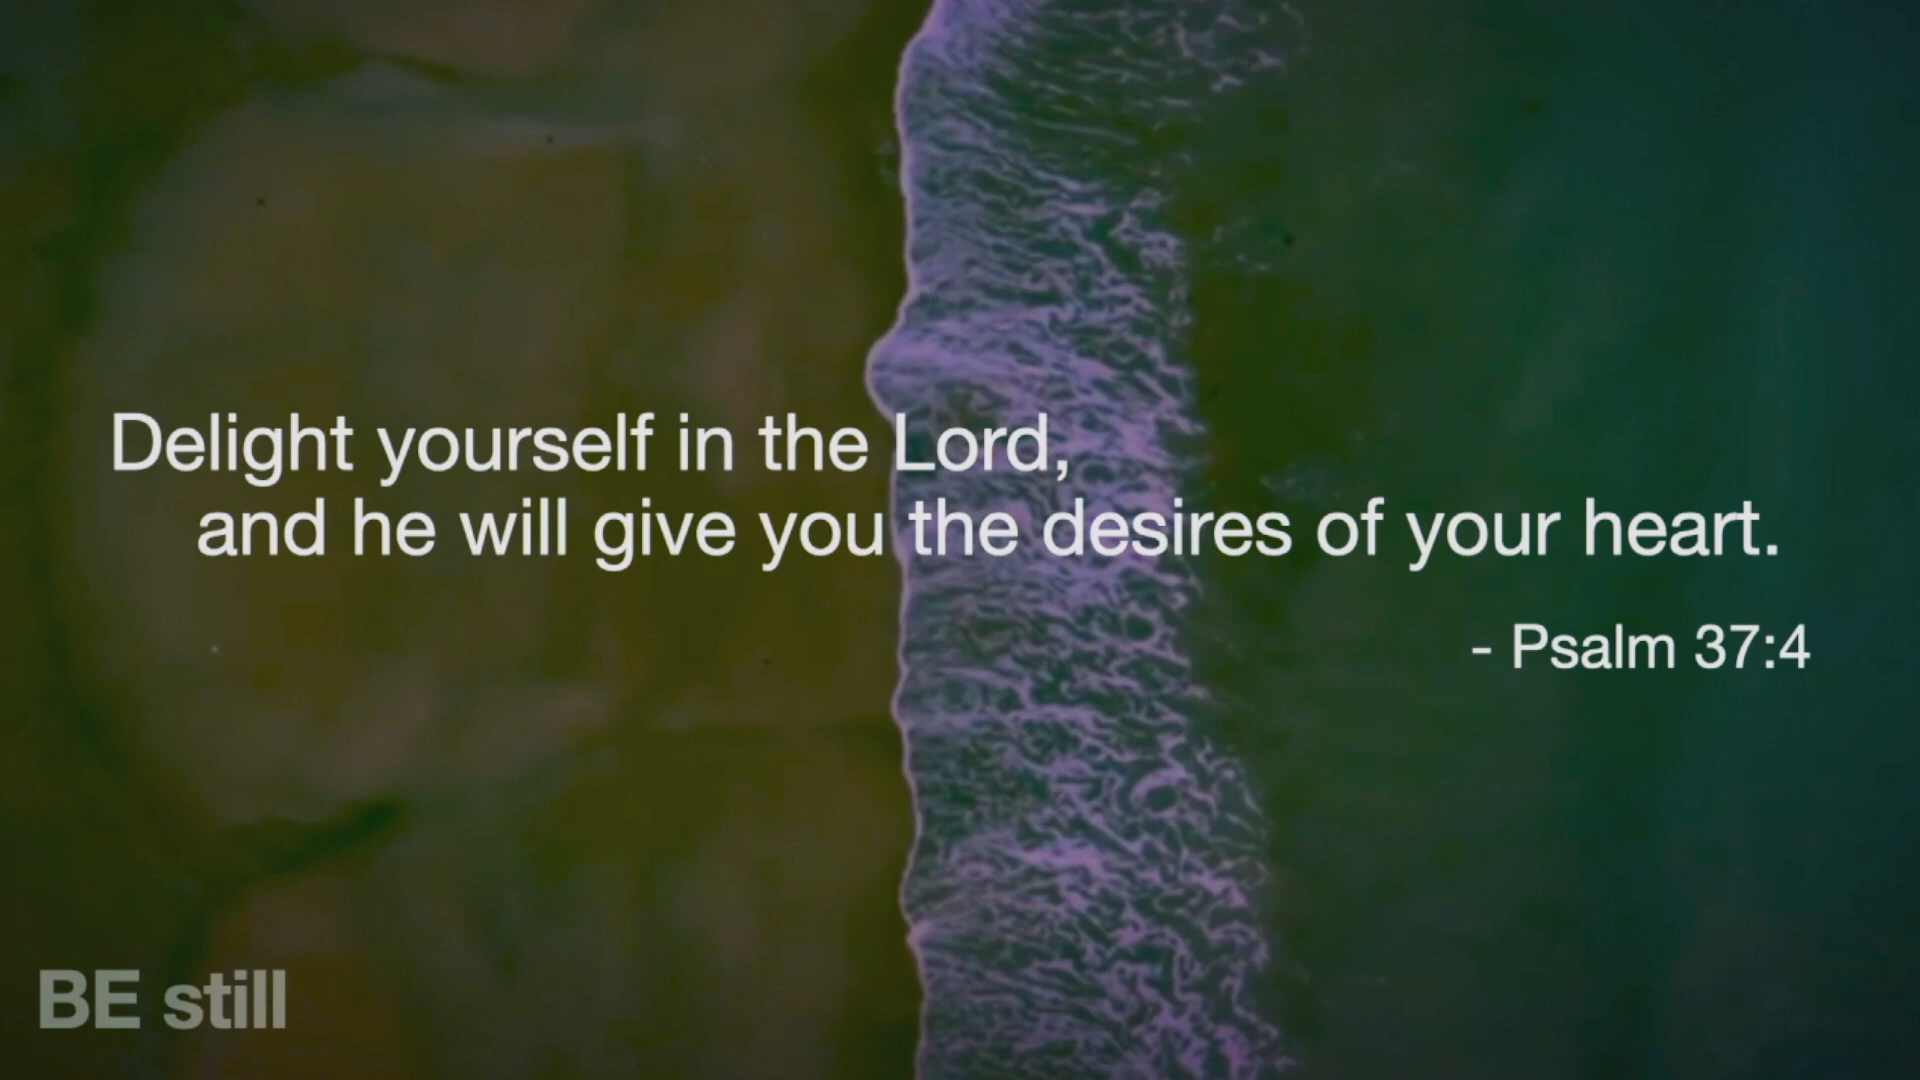 Delight yourself in the Lord,
and he will give you the desires of your heart.
- Psalm 37:4
BE still